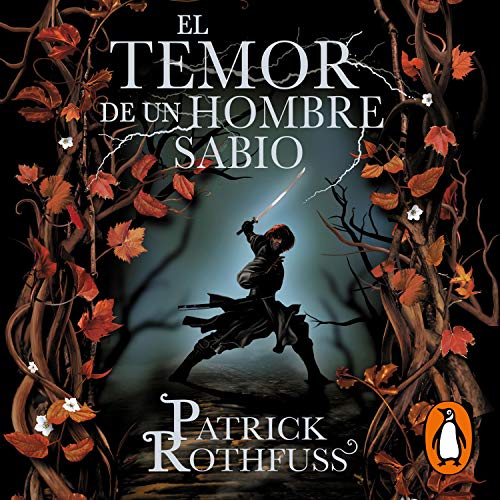 EL
TEMOR
DE UN HOMBRE
SABIO
PATRICK
ROTHFUSS